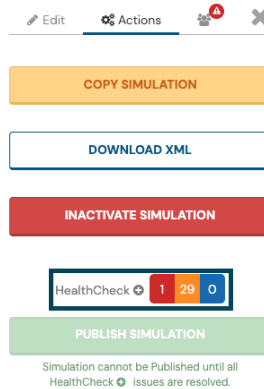 Edit Actions
COPY SIMULATION
DOWNLOAD XML
INACTIVATE SIMULATION
HealthCheck 1 29 0
PUBLISH SIMULATION
Simulation cannot be Published until all
HealthCheck issues are resolved.